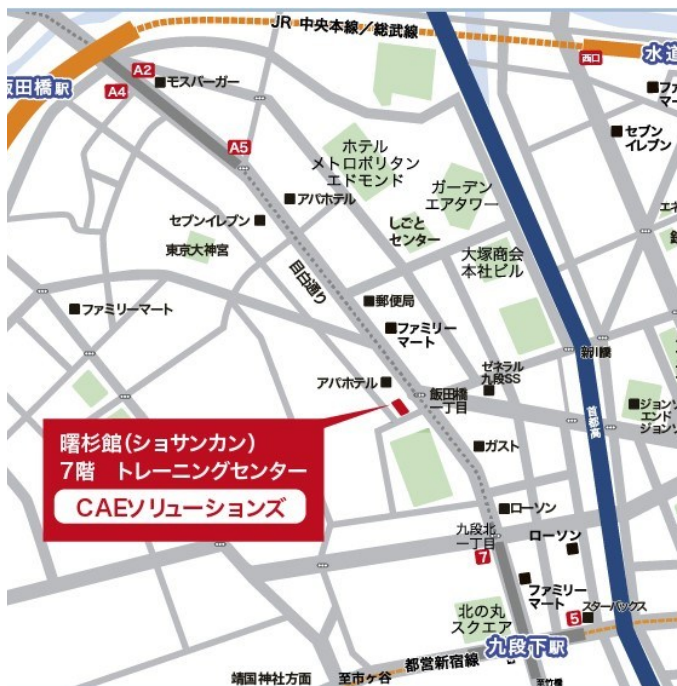 JR 中央本線／総武線
飯田橋駅
A2
モスバーガー
A4
西口
水道
ファミ
マート
セブン
イレブン
A5
ホテル
メトロポリタン
エドモンド
ガーデン
エアタワー
アパホテル
セブンイレブン
しごと
センター
東京大神宮
大塚商会
本社ビル
目白通り
郵便局
ファミリーマート
ファミリー
マート
新川橋
ゼネラル
九段SS
アパホテル
飯田橋
一丁目
首都高
ジョンソ
エンド
ジョンソ
曙杉館(ショサンカン)
7階 トレーニングセンター
CAEソリューションズ
ガスト
ローソン
九段北
一丁目
7
ローソン
ファミリー
マート
スターバックス
5
北の丸
スクエア
九段下駅
都営新宿線
靖国神社方面
至市ヶ谷
至竹橋